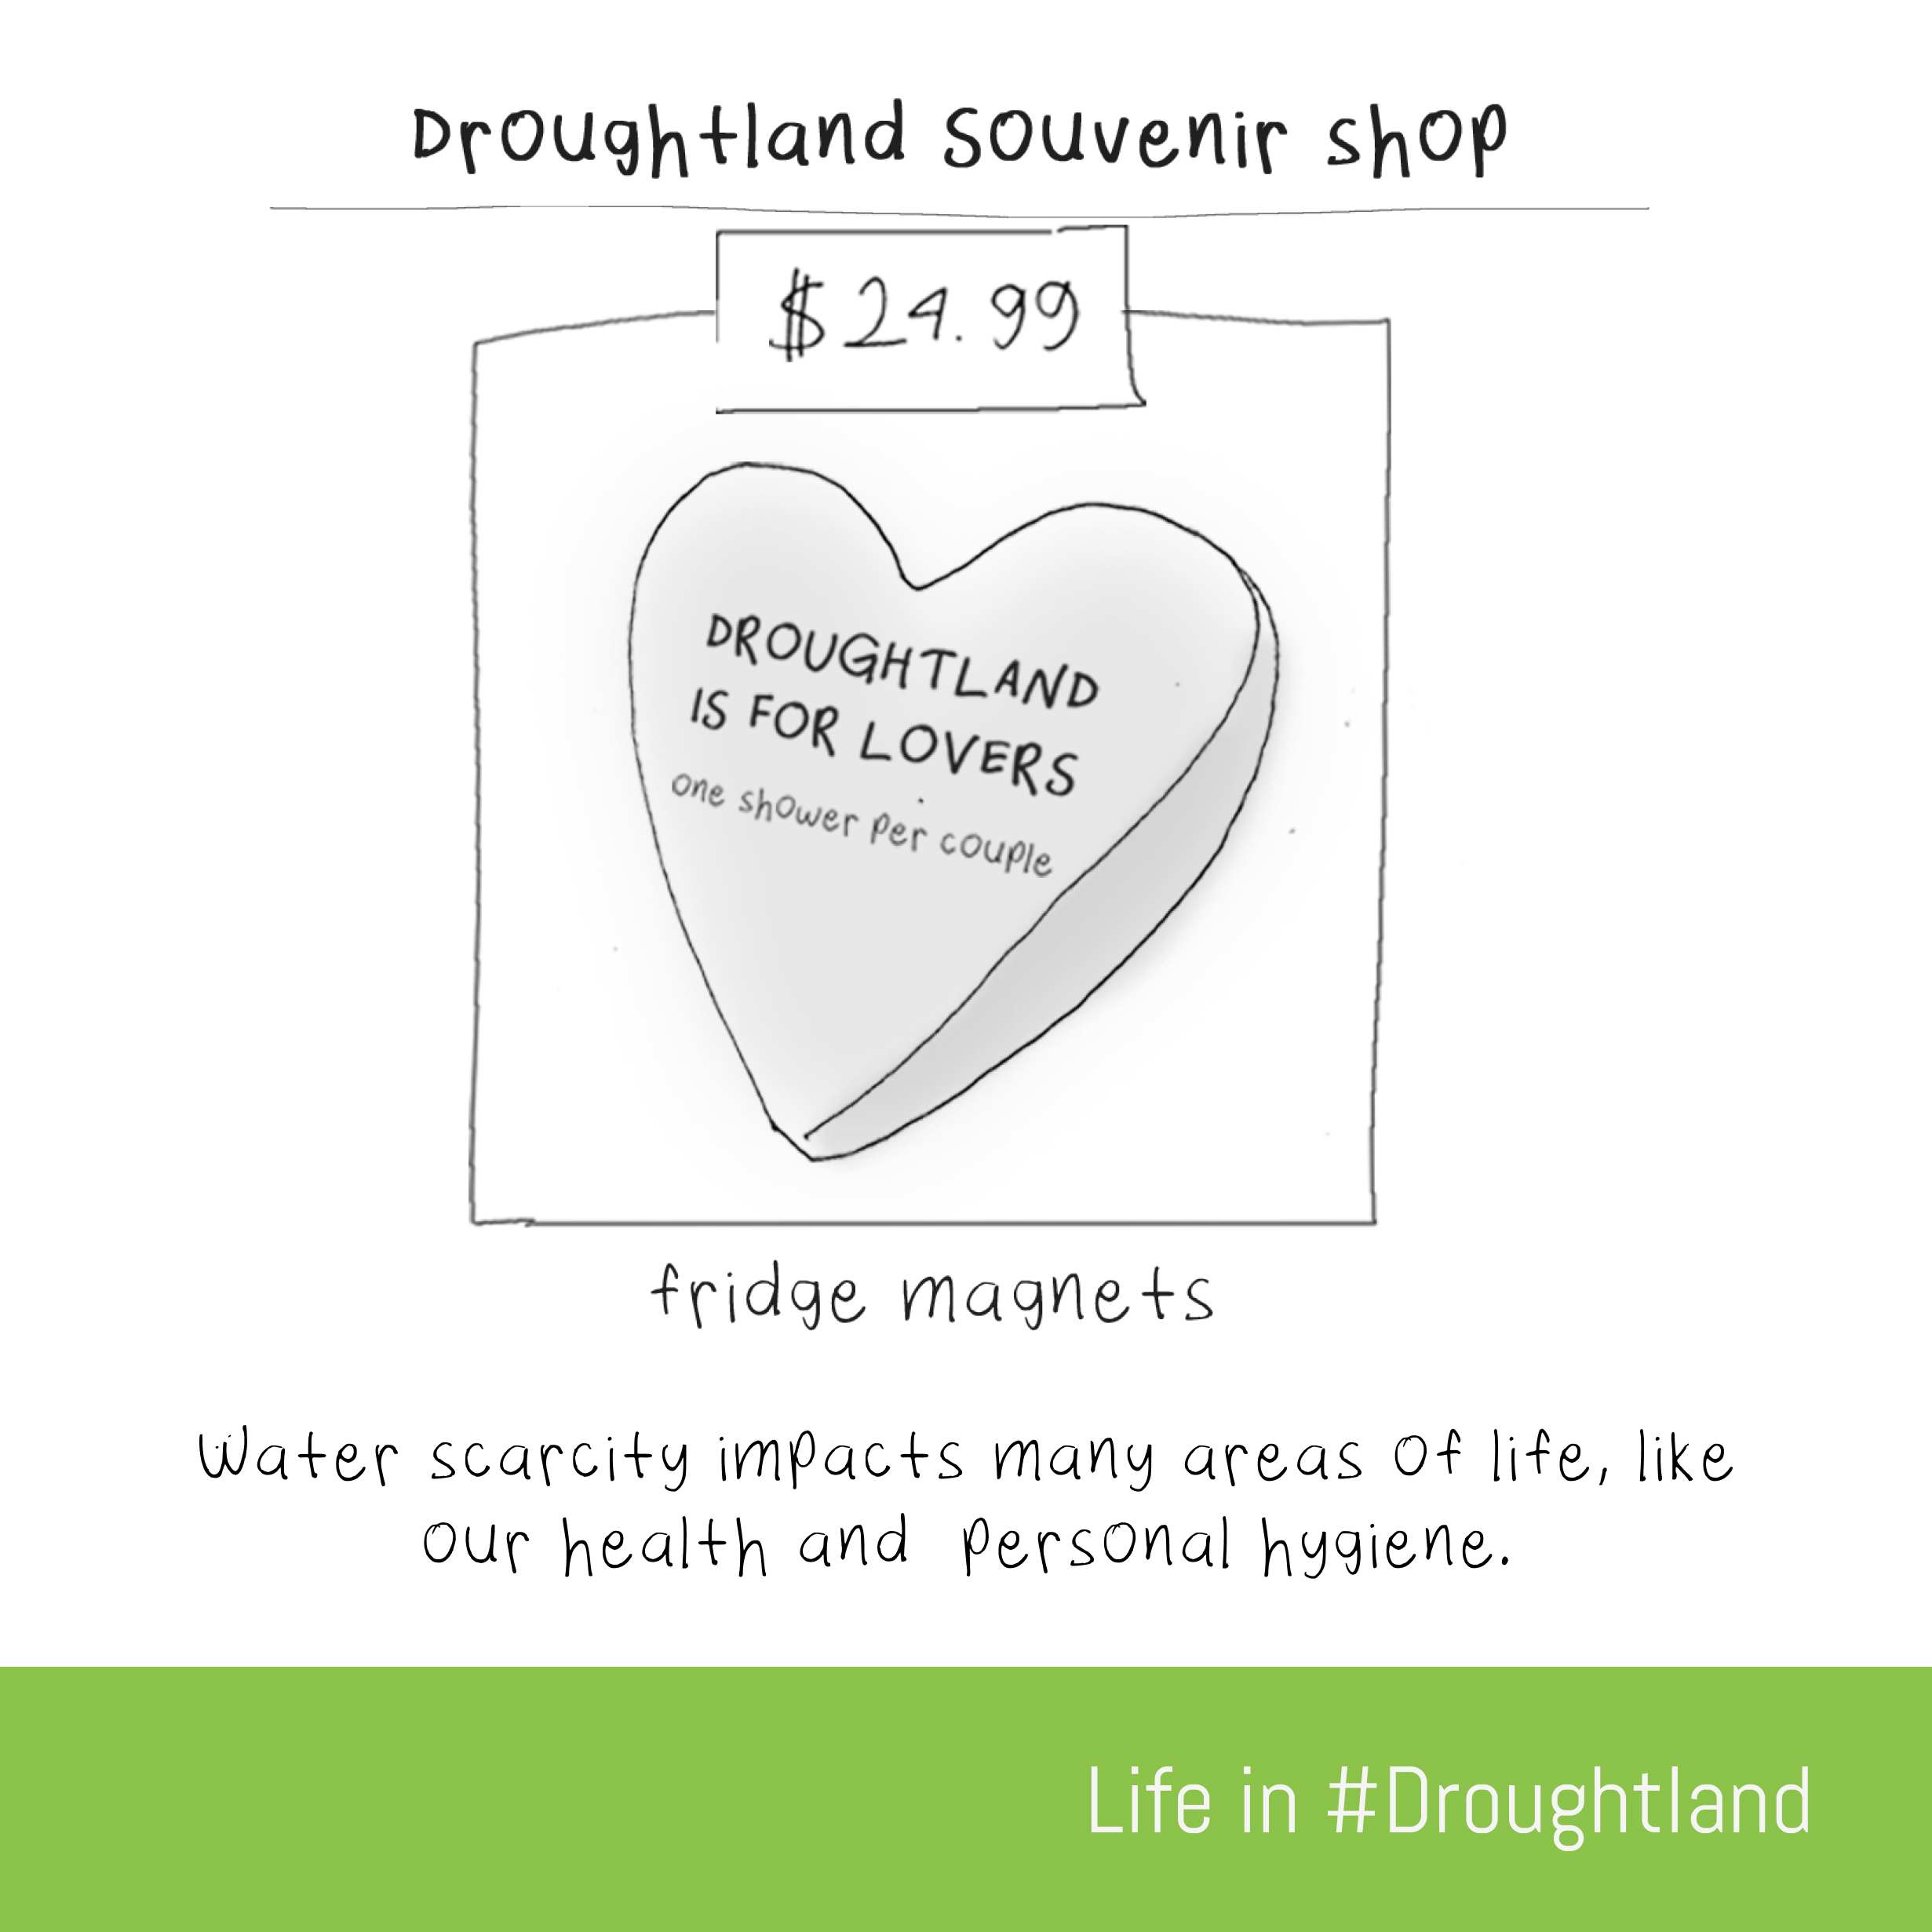 Droughtland souvenir shop
$24.99
DROUGHTLAND
IS FOR LOVERS
one shower per couple
fridge magnets
Water scarcity impacts many areas of life, like
our health and personal hygiene.
Life in #Droughtland